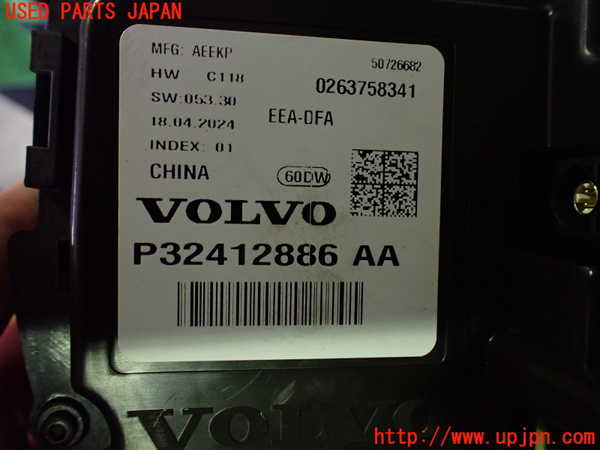 USED PARTS JAPAN
MFG: AEEKP
50726682
HW C118
0263758341
SW:053.30
18.04.2024
EEA-DFA
INDEX: 01
CHINA
60DW
VOLVO
P32412886 AA
VOLVO
http://www.upjpn.com/